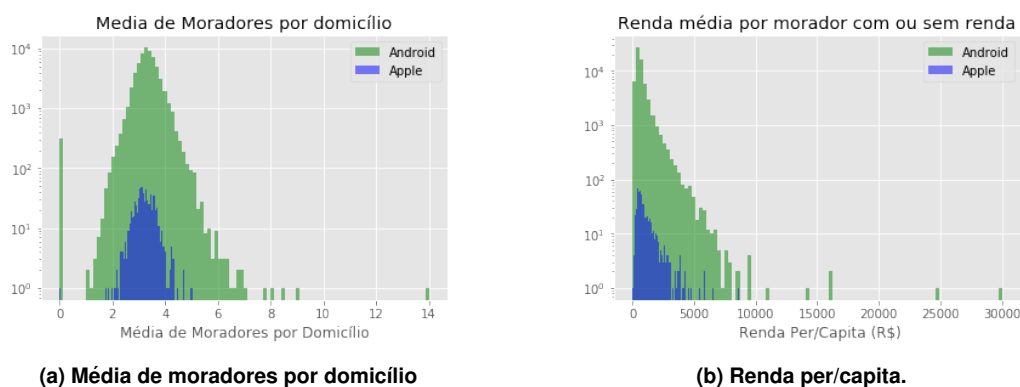 Media de Moradores por domicílio
10⁴
10³
10²
10¹
10⁰
Android
Apple
0 2 4 6 8 10 12 14
Média de Moradores por Domicílio
(a) Média de moradores por domicílio
Renda média por morador com ou sem renda
10⁴
10³
10²
10¹
10⁰
Android
Apple
0 5000 10000 15000 20000 25000 30000
Renda Per/Capita (R$)
(b) Renda per/capita.